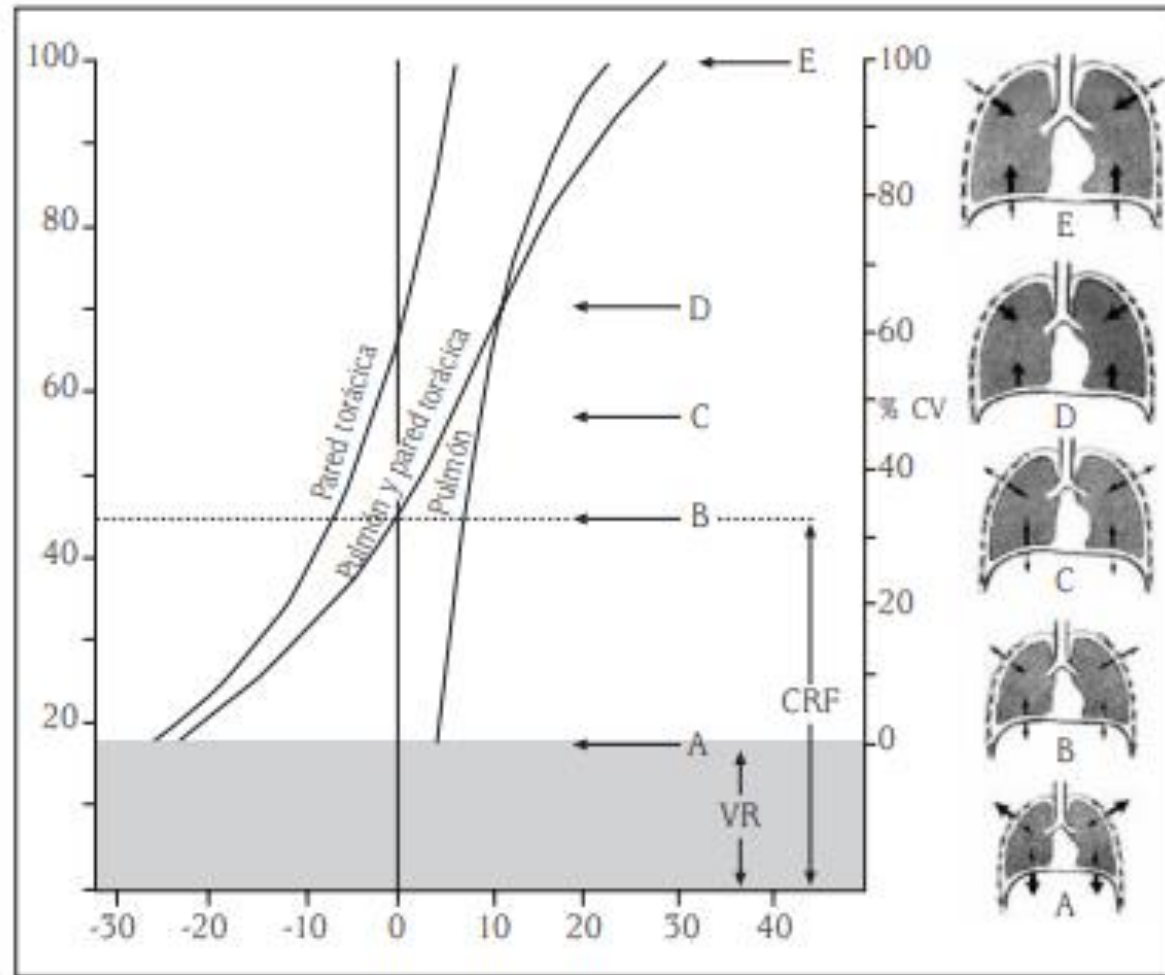 100
80
60
40
20
-30 -20 -10 0 10 20 30 40
Pared torácica
Pulmón y pared torácica
Pulmón
E
D
C
B
A
CRF
VR
100
80
60
% CV
40
20
0
E
D
C
B
A